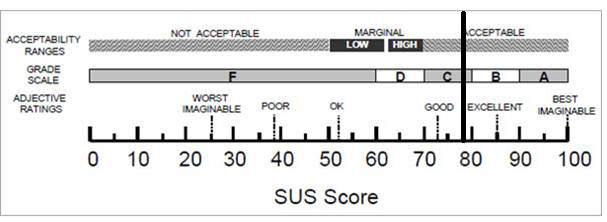 NOT ACCEPTABLE MARGINAL ACCEPTABLE
ACCEPTABILITY
RANGES
LOW HIGH
GRADE
SCALE
F D C B A
ADJECTIVE
RATINGS
WORST
IMAGINABLE
POOR OK GOOD EXCELLENT
BEST
IMAGINABLE
0 10 20 30 40 50 60 70 80 90 100
SUS Score